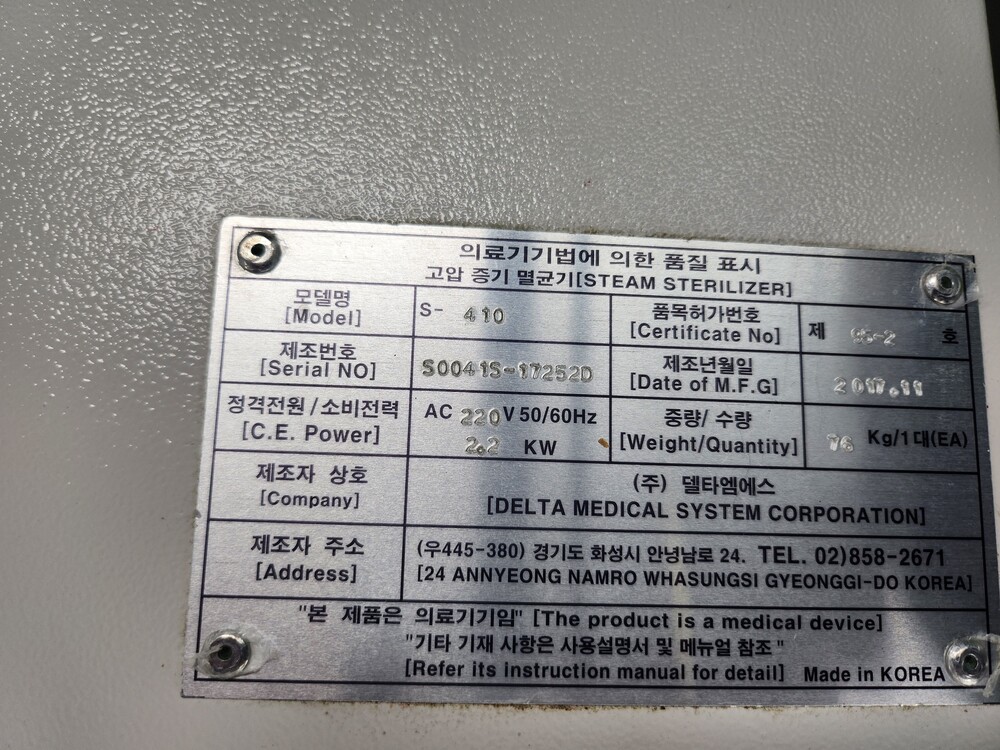 의료기기법에 의한 품질 표시
고압 증기 멸균기[STEAM STERILIZER]
모델명
[Model]
S- 410
품목허가번호
[Certificate No]
제 호
제조번호
[Serial NO]
S0041S-17252D
제조년월일
[Date of M.F.G]
2017.11
정격전원/소비전력
[C.E. Power]
AC 220V 50/60Hz
2.2 KW
중량/ 수량
[Weight/Quantity]
76 Kg/1대(EA)
제조자 상호
[Company]
(주) 델타엠에스
[DELTA MEDICAL SYSTEM CORPORATION]
제조자 주소
[Address]
(우445-380) 경기도 화성시 안녕남로 24. TEL. 02)858-2671
[24 ANNYEONG NAMRO WHASUNGSI GYEONGGI-DO KOREA]
"본 제품은 의료기기임" [The product is a medical device]
"기타 기재 사항은 사용설명서 및 메뉴얼 참조"
[Refer its instruction manual for detail] Made in KOREA